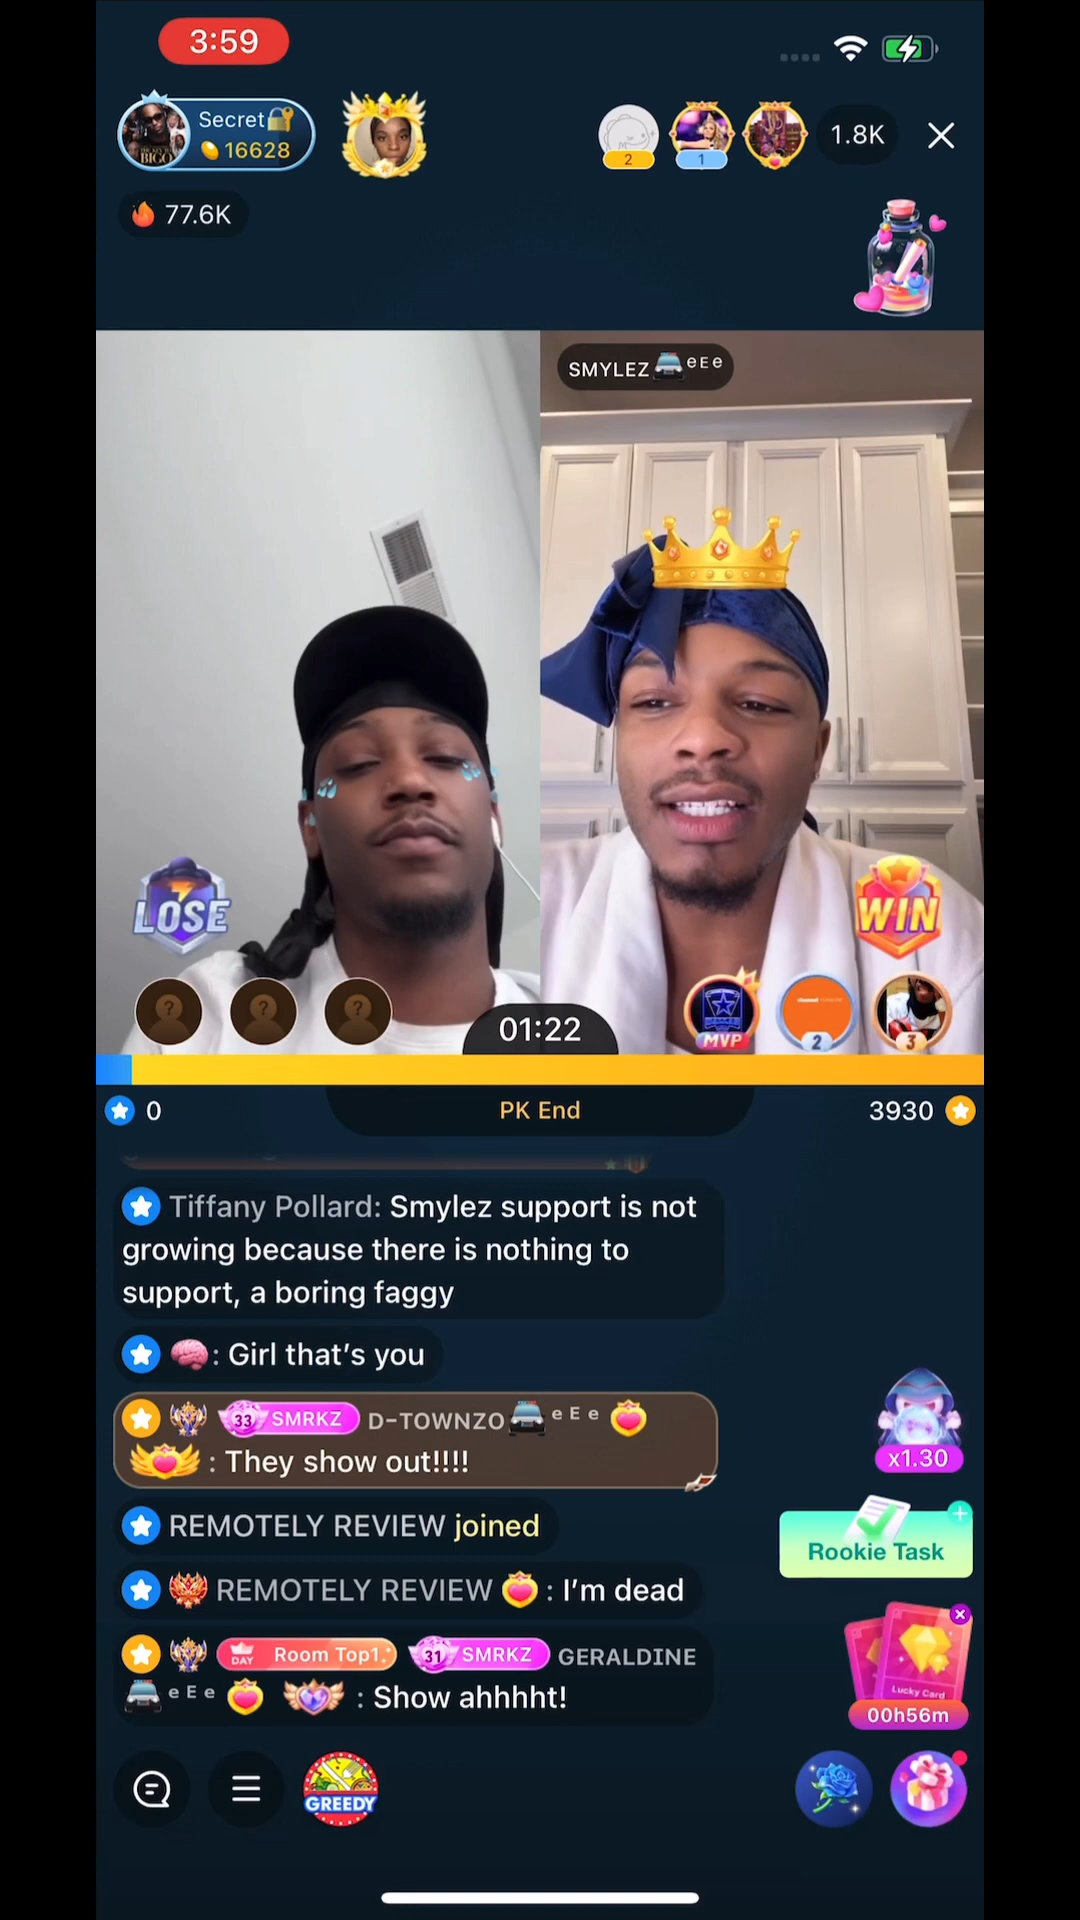 3:59
Secret
16628
2
1
1.8K
77.6K
SMYLEZ eEe
LOSE
WIN
MVP
2
3
01:22
0
PK End
3930
Tiffany Pollard: Smylez support is not
growing because there is nothing to
support, a boring faggy
: Girl that's you
33 SMRKZ D-TOWNZO eEe
: They show out!!!!
x1.30
REMOTELY REVIEW joined
Rookie Task
REMOTELY REVIEW : I'm dead
DAY Room Top1. 31 SMRKZ GERALDINE
eEe : Show ahhhht!
Lucky Card
00h56m
GREEDY